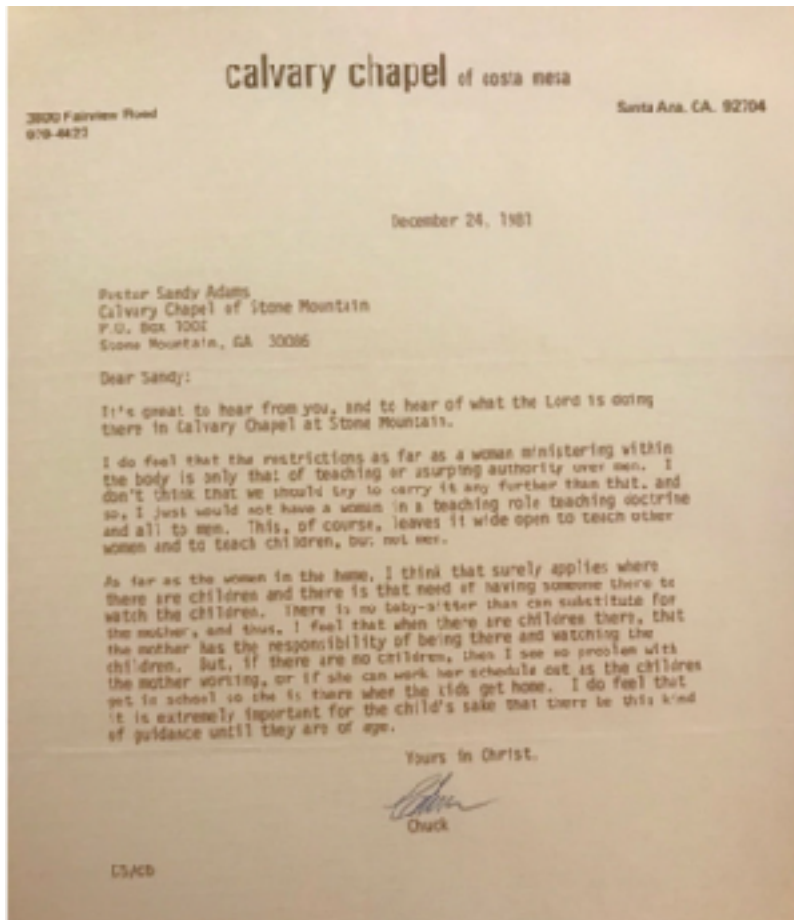 calvary chapel of costa mesa
3800 Fairview Road
Santa Ana, CA. 92704
979-4423
December 24, 1981
Pastor Sandy Adams
Calvary Chapel of Stone Mountain
P.O. Box
Stone Mountain, GA 30086
Dear Sandy:
It's great to hear from you, and to hear of what the Lord is doing
there in Calvary Chapel at Stone Mountain.
I do feel that the restrictions as far as a woman ministering within
the body is only that of teaching or usurping authority over men. I
don't think that we should try to carry it any further than that, and
so, I just would not have a woman in a teaching role teaching doctrine
and all to men. This, of course, leaves it wide open to teach other
women and to teach children, but not men.
As far as the women in the home, I think that surely applies where
there are children and there is that need of having someone there to
watch the children. There is no baby-sitter that can substitute for
the mother, and thus, I feel that when there are children there, that
the mother has the responsibility of being there and watching the
children. But, if there are no children, then I see no problem with
the mother working, or if she can work her schedule out as the children
get in school so she is there when the kids get home. I do feel that
it is extremely important for the child's sake that there be this kind
of guidance until they are of age.
Yours in Christ,
Chuck
CS/cb